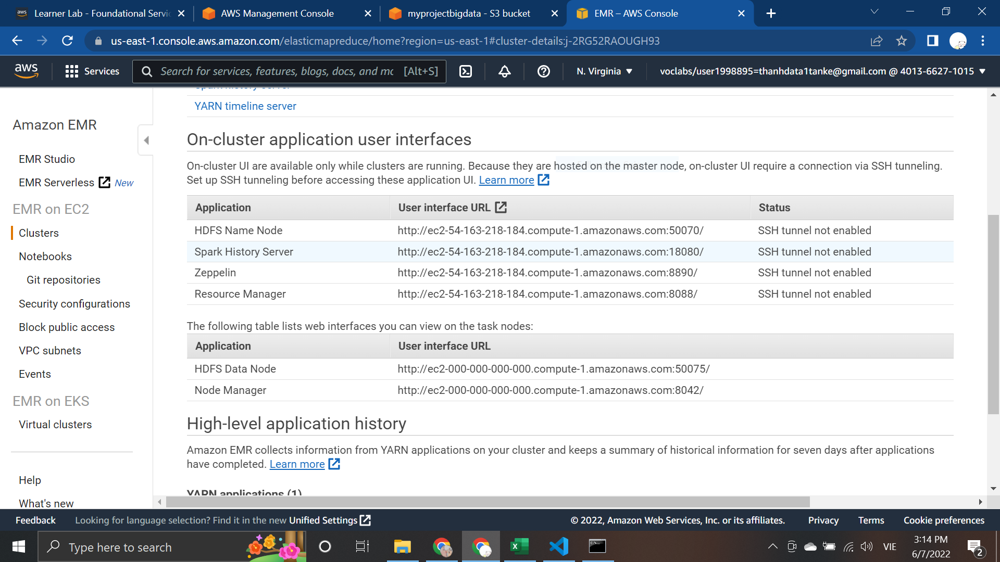 aws Learner Lab - Foundational Servic
AWS Management Console
myprojectbigdata - S3 bucket
EMR – AWS Console
us-east-1.console.aws.amazon.com/elasticmapreduce/home?region=us-east-1#cluster-details:j-2RG52RAOUGH93
aws
Services
Search for services, features, blogs, docs, and mo [Alt+S]
N. Virginia
voclabs/user1998895=thanhdata1tanke@gmail.com @ 4013-6627-1015
Amazon EMR
EMR Studio
EMR Serverless New
EMR on EC2
Clusters
Notebooks
Git repositories
Security configurations
Block public access
VPC subnets
Events
EMR on EKS
Virtual clusters
Help
What's new
Spark history server
YARN timeline server
On-cluster application user interfaces
On-cluster UI are available only while clusters are running. Because they are hosted on the master node, on-cluster UI require a connection via SSH tunneling.
Set up SSH tunneling before accessing these application UI. Learn more
Application User interface URL Status
HDFS Name Node http://ec2-54-163-218-184.compute-1.amazonaws.com:50070/ SSH tunnel not enabled
Spark History Server http://ec2-54-163-218-184.compute-1.amazonaws.com:18080/ SSH tunnel not enabled
Zeppelin http://ec2-54-163-218-184.compute-1.amazonaws.com:8890/ SSH tunnel not enabled
Resource Manager http://ec2-54-163-218-184.compute-1.amazonaws.com:8088/ SSH tunnel not enabled
The following table lists web interfaces you can view on the task nodes:
Application User interface URL
HDFS Data Node http://ec2-000-000-000-000.compute-1.amazonaws.com:50075/
Node Manager http://ec2-000-000-000-000.compute-1.amazonaws.com:8042/
High-level application history
Amazon EMR collects information from YARN applications on your cluster and keeps a summary of historical information for seven days after applications
have completed. Learn more
YARN applications (1)
Feedback Looking for language selection? Find it in the new Unified Settings
© 2022, Amazon Web Services, Inc. or its affiliates. Privacy Terms Cookie preferences
Type here to search
VIE
3:14 PM
6/7/2022
2